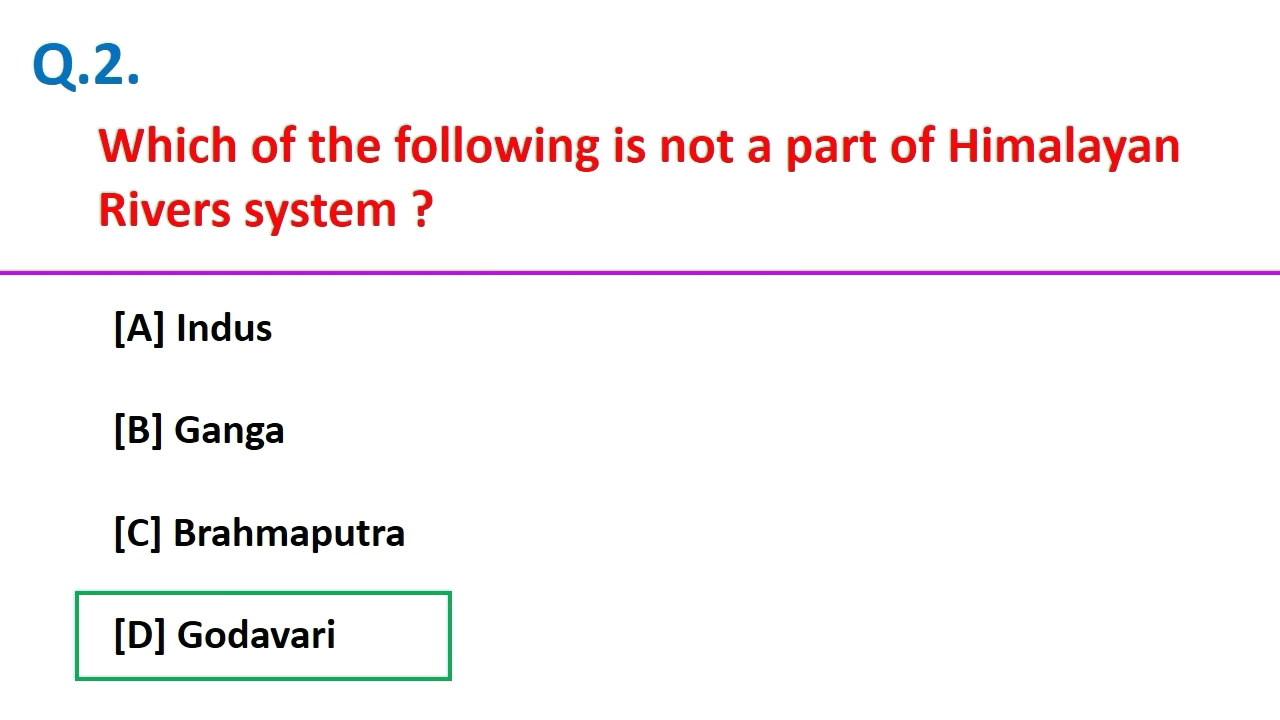 Q.2.
Which of the following is not a part of Himalayan
Rivers system ?
[A] Indus
[B] Ganga
[C] Brahmaputra
[D] Godavari